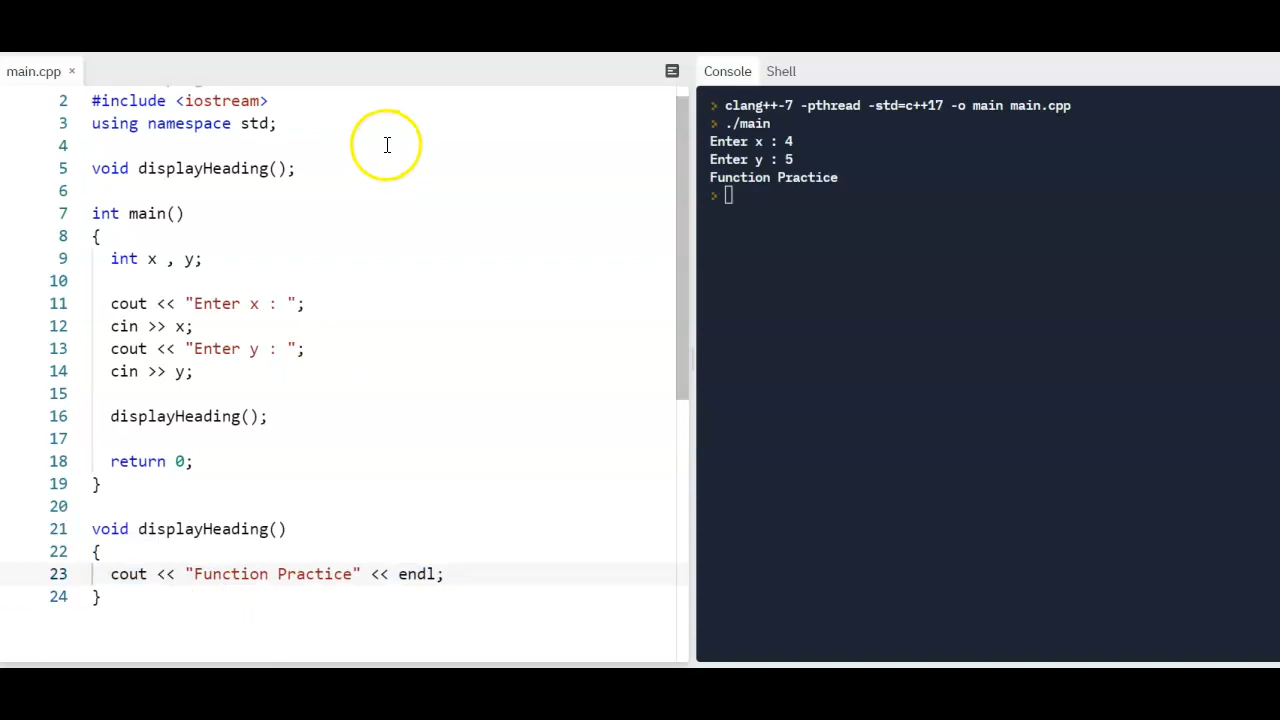 main.cpp ×
2 #include <iostream>
3 using namespace std;
4
5 void displayHeading();
6
7 int main()
8 {
9 int x , y;
10
11 cout << "Enter x : ";
12 cin >> x;
13 cout << "Enter y : ";
14 cin >> y;
15
16 displayHeading();
17
18 return 0;
19 }
20
21 void displayHeading()
22 {
23 cout << "Function Practice" << endl;
24 }
Console Shell
> clang++-7 -pthread -std=c++17 -o main main.cpp
> ./main
Enter x : 4
Enter y : 5
Function Practice
>